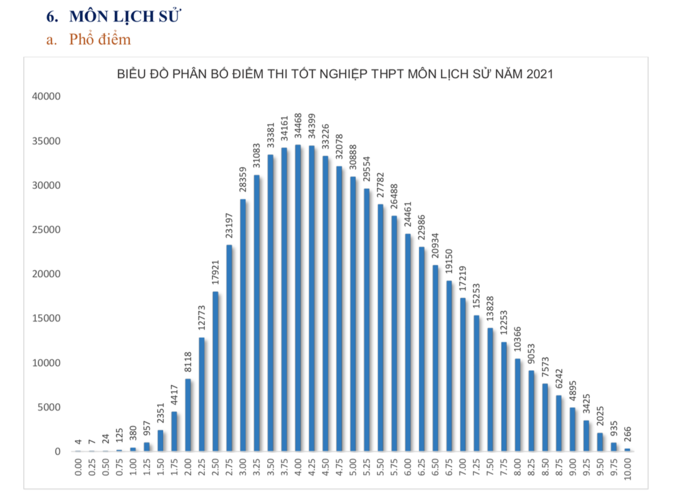 6. MÔN LỊCH SỬ
a. Phổ điểm
BIỂU ĐỒ PHÂN BỐ ĐIỂM THI TỐT NGHIỆP THPT MÔN LỊCH SỬ NĂM 2021
40000
35000
30000
25000
20000
15000
10000
5000
0
4 7 24 125 380 957 2351 4417 8118 12773 17921 23197 28359 31083 33381 34161 34468 34399 33226 32078 30888 29554 27782 26488 24461 22986 20934 19150 17219 15253 13828 12253 10366 9053 7573 6242 4895 3425 2025 935 266
0.00 0.25 0.50 0.75 1.00 1.25 1.50 1.75 2.00 2.25 2.50 2.75 3.00 3.25 3.50 3.75 4.00 4.25 4.50 4.75 5.00 5.25 5.50 5.75 6.00 6.25 6.50 6.75 7.00 7.25 7.50 7.75 8.00 8.25 8.50 8.75 9.00 9.25 9.50 9.75 10.00